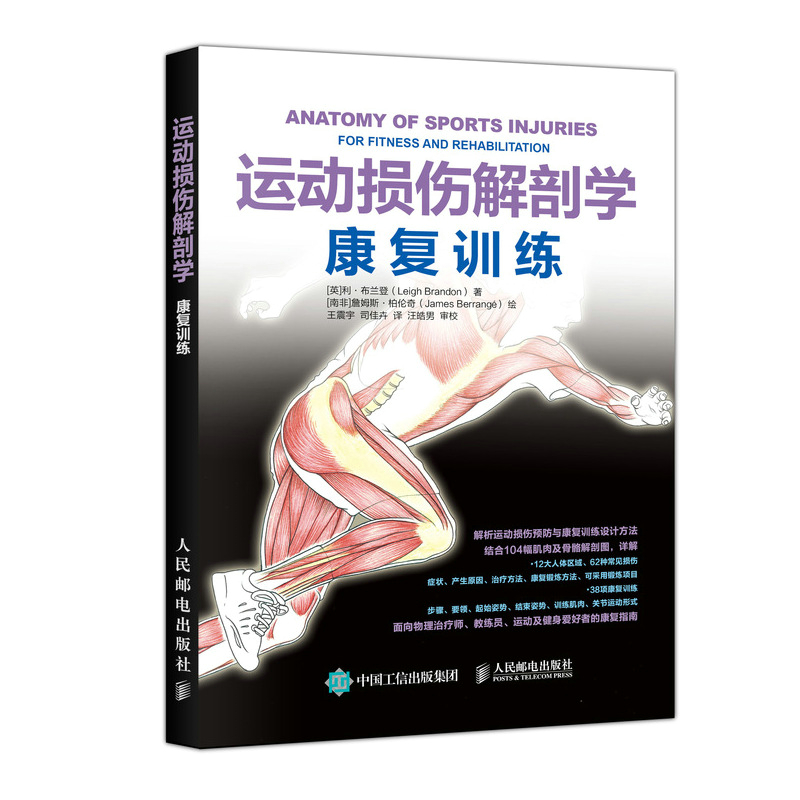 ANATOMY OF SPORTS INJURIES
FOR FITNESS AND REHABILITATION
运动损伤解剖学
康复训练
[英]利·布兰登（Leigh Brandon）著
[南非]詹姆斯·柏伦奇（James Berrangé）绘
王震宇 司佳卉 译 汪皓男 审校
解析运动损伤预防与康复训练设计方法
结合104幅肌肉及骨骼解剖图，详解
·12大人体区域、62种常见损伤
症状、产生原因、治疗方法、康复锻炼方法、可采用锻炼项目
·38项康复训练
步骤、要领、起始姿势、结束姿势、训练肌肉、关节运动形式
面向物理治疗师、教练员、运动及健身爱好者的康复指南
中国工信出版集团
人民邮电出版社
POSTS & TELECOM PRESS
运动损伤解剖学
康复训练
人民邮电出版社